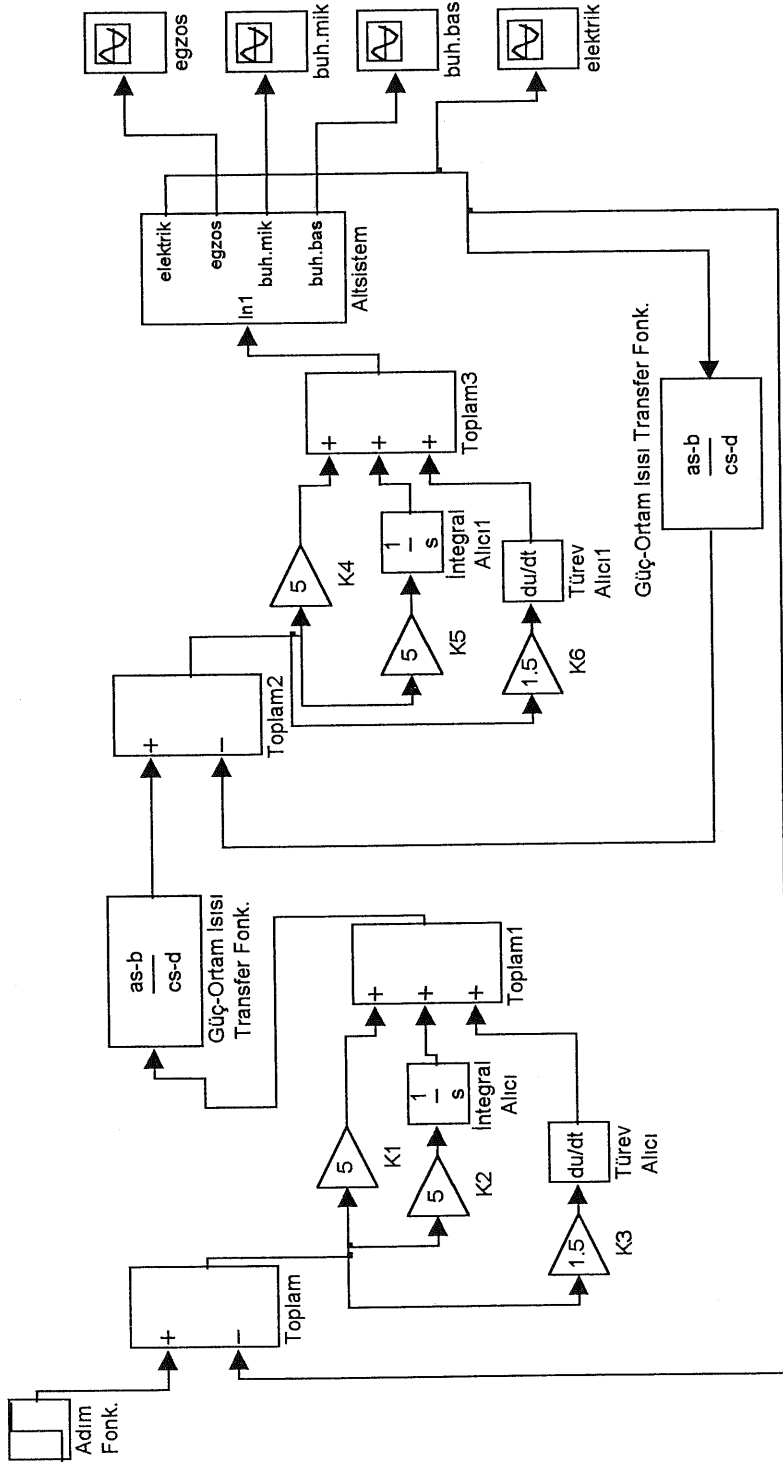 Adım
Fonk.
+
−
Toplam
5
K1
5
K2
1.5
K3
1
s
İntegral
Alıcı
du/dt
Türev
Alıcı
+
+
+
Toplam1
as-b
cs-d
Güç-Ortam Isısı
Transfer Fonk.
+
−
Toplam2
5
K4
5
K5
1.5
K6
1
s
İntegral
Alıcı1
du/dt
Türev
Alıcı1
+
+
+
Toplam3
as-b
cs-d
Güç-Ortam Isısı Transfer Fonk.
In1
elektrik
egzos
buh.mik
buh.bas
Altsistem
egzos
buh.mik
buh.bas
elektrik